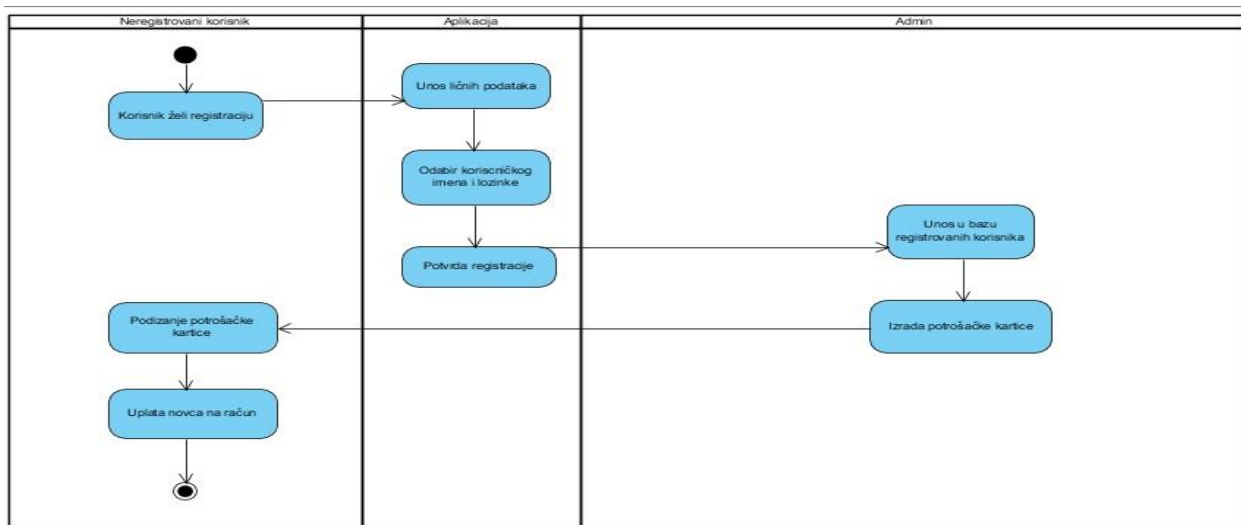 Neregistrovani korisnik
Aplikacija
Admin
Korisnik želi registraciju
Unos ličnih podataka
Odabir koriscničkog
imena i lozinke
Potvrda registracije
Unos u bazu
registrovanih korisnika
Izrada potrošačke kartice
Podizanje potrošačke
kartice
Uplata novca na račun